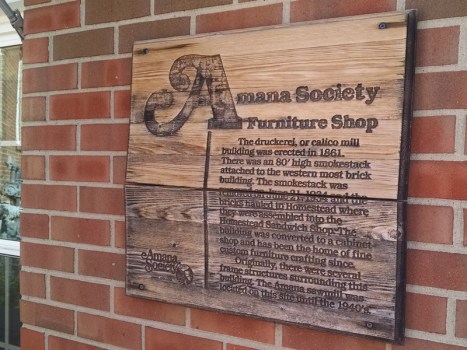 Amana Society
Furniture Shop
The druckerei, or calico mill
building was erected in 1861.
There was an 80' high smokestack
attached to the western most brick
building. The smokestack was
21, 1934 and the
bricks hauled to Homestead where
they were assembled into the
Homestead Sandwich Shop. The
building was converted to a cabinet
shop and has been the home of fine
custom furniture crafting since.
Originally, there were several
frame structures surrounding this
building. The Amana sawmill was
located on this site until the 1940's.
Amana
Society